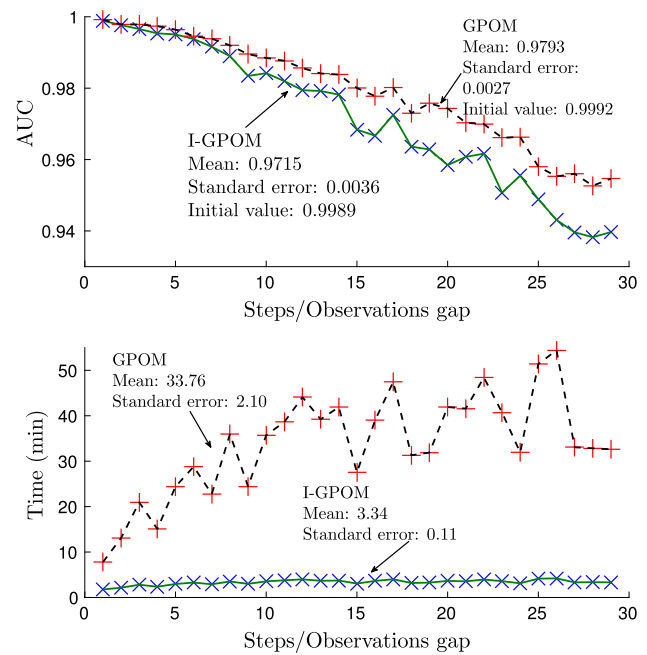 1
0.98
0.96
0.94
AUC
GPOM
Mean: 0.9793
Standard error:
0.0027
Initial value: 0.9992
I-GPOM
Mean: 0.9715
Standard error: 0.0036
Initial value: 0.9989
0 5 10 15 20 25 30
Steps/Observations gap
50
40
30
20
10
0
Time (min)
GPOM
Mean: 33.76
Standard error: 2.10
I-GPOM
Mean: 3.34
Standard error: 0.11
0 5 10 15 20 25 30
Steps/Observations gap